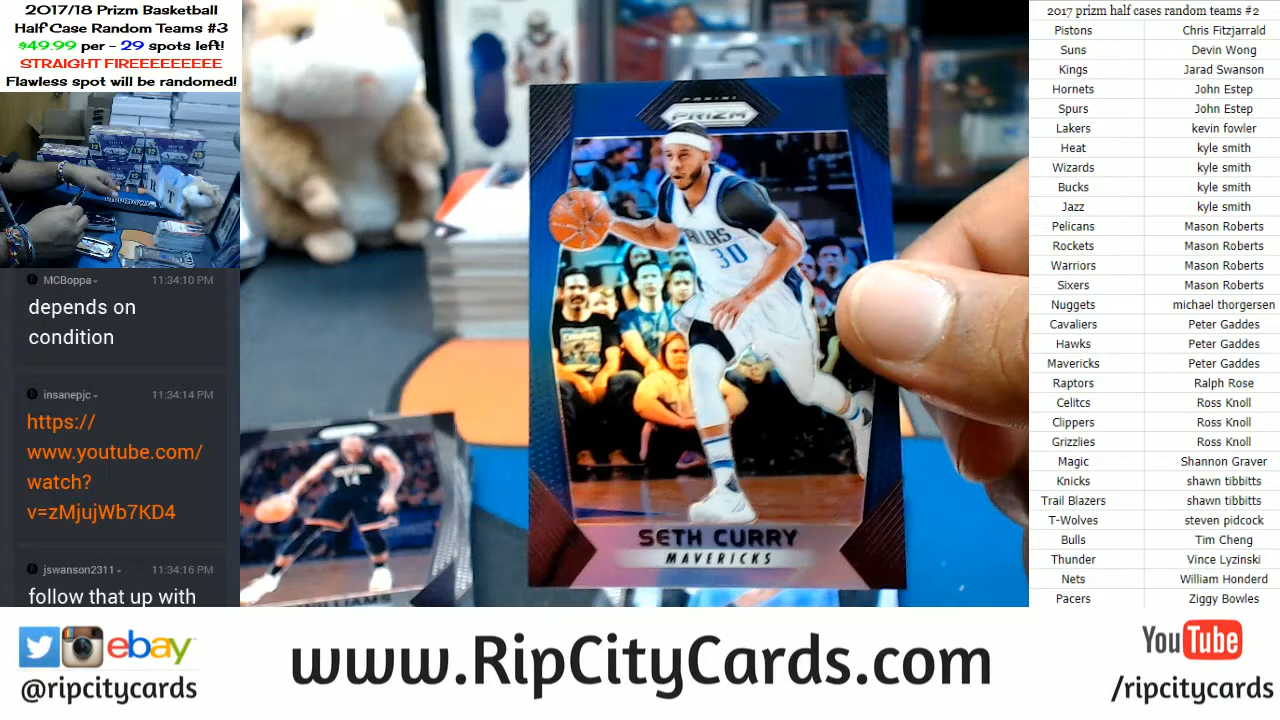 2017/18 Prizm Basketball
Half Case Random Teams #3
$49.99 per - 29 spots left!
STRAIGHT FIREEEEEEEEE
Flawless spot will be randomed!
MCBoppa
11:34:10 PM
depends on
condition
insanepjc
11:34:14 PM
https://
www.youtube.com/
watch?
v=zMjujWb7KD4
jswanson2311
11:34:16 PM
follow that up with
PANINI
PRIZM
DALLAS
30
SETH CURRY
MAVERICKS
14
WILLIAMS
2017 prizm half cases random teams #2
Pistons Chris Fitzjarrald
Suns Devin Wong
Kings Jarad Swanson
Hornets John Estep
Spurs John Estep
Lakers kevin fowler
Heat kyle smith
Wizards kyle smith
Bucks kyle smith
Jazz kyle smith
Pelicans Mason Roberts
Rockets Mason Roberts
Warriors Mason Roberts
Sixers Mason Roberts
Nuggets michael thorgersen
Cavaliers Peter Gaddes
Hawks Peter Gaddes
Mavericks Peter Gaddes
Raptors Ralph Rose
Celitcs Ross Knoll
Clippers Ross Knoll
Grizzlies Ross Knoll
Magic Shannon Graver
Knicks shawn tibbitts
Trail Blazers shawn tibbitts
T-Wolves steven pidcock
Bulls Tim Cheng
Thunder Vince Lyzinski
Nets William Honderd
Pacers Ziggy Bowles
ebay
@ripcitycards
www.RipCityCards.com
YouTube
/ripcitycards